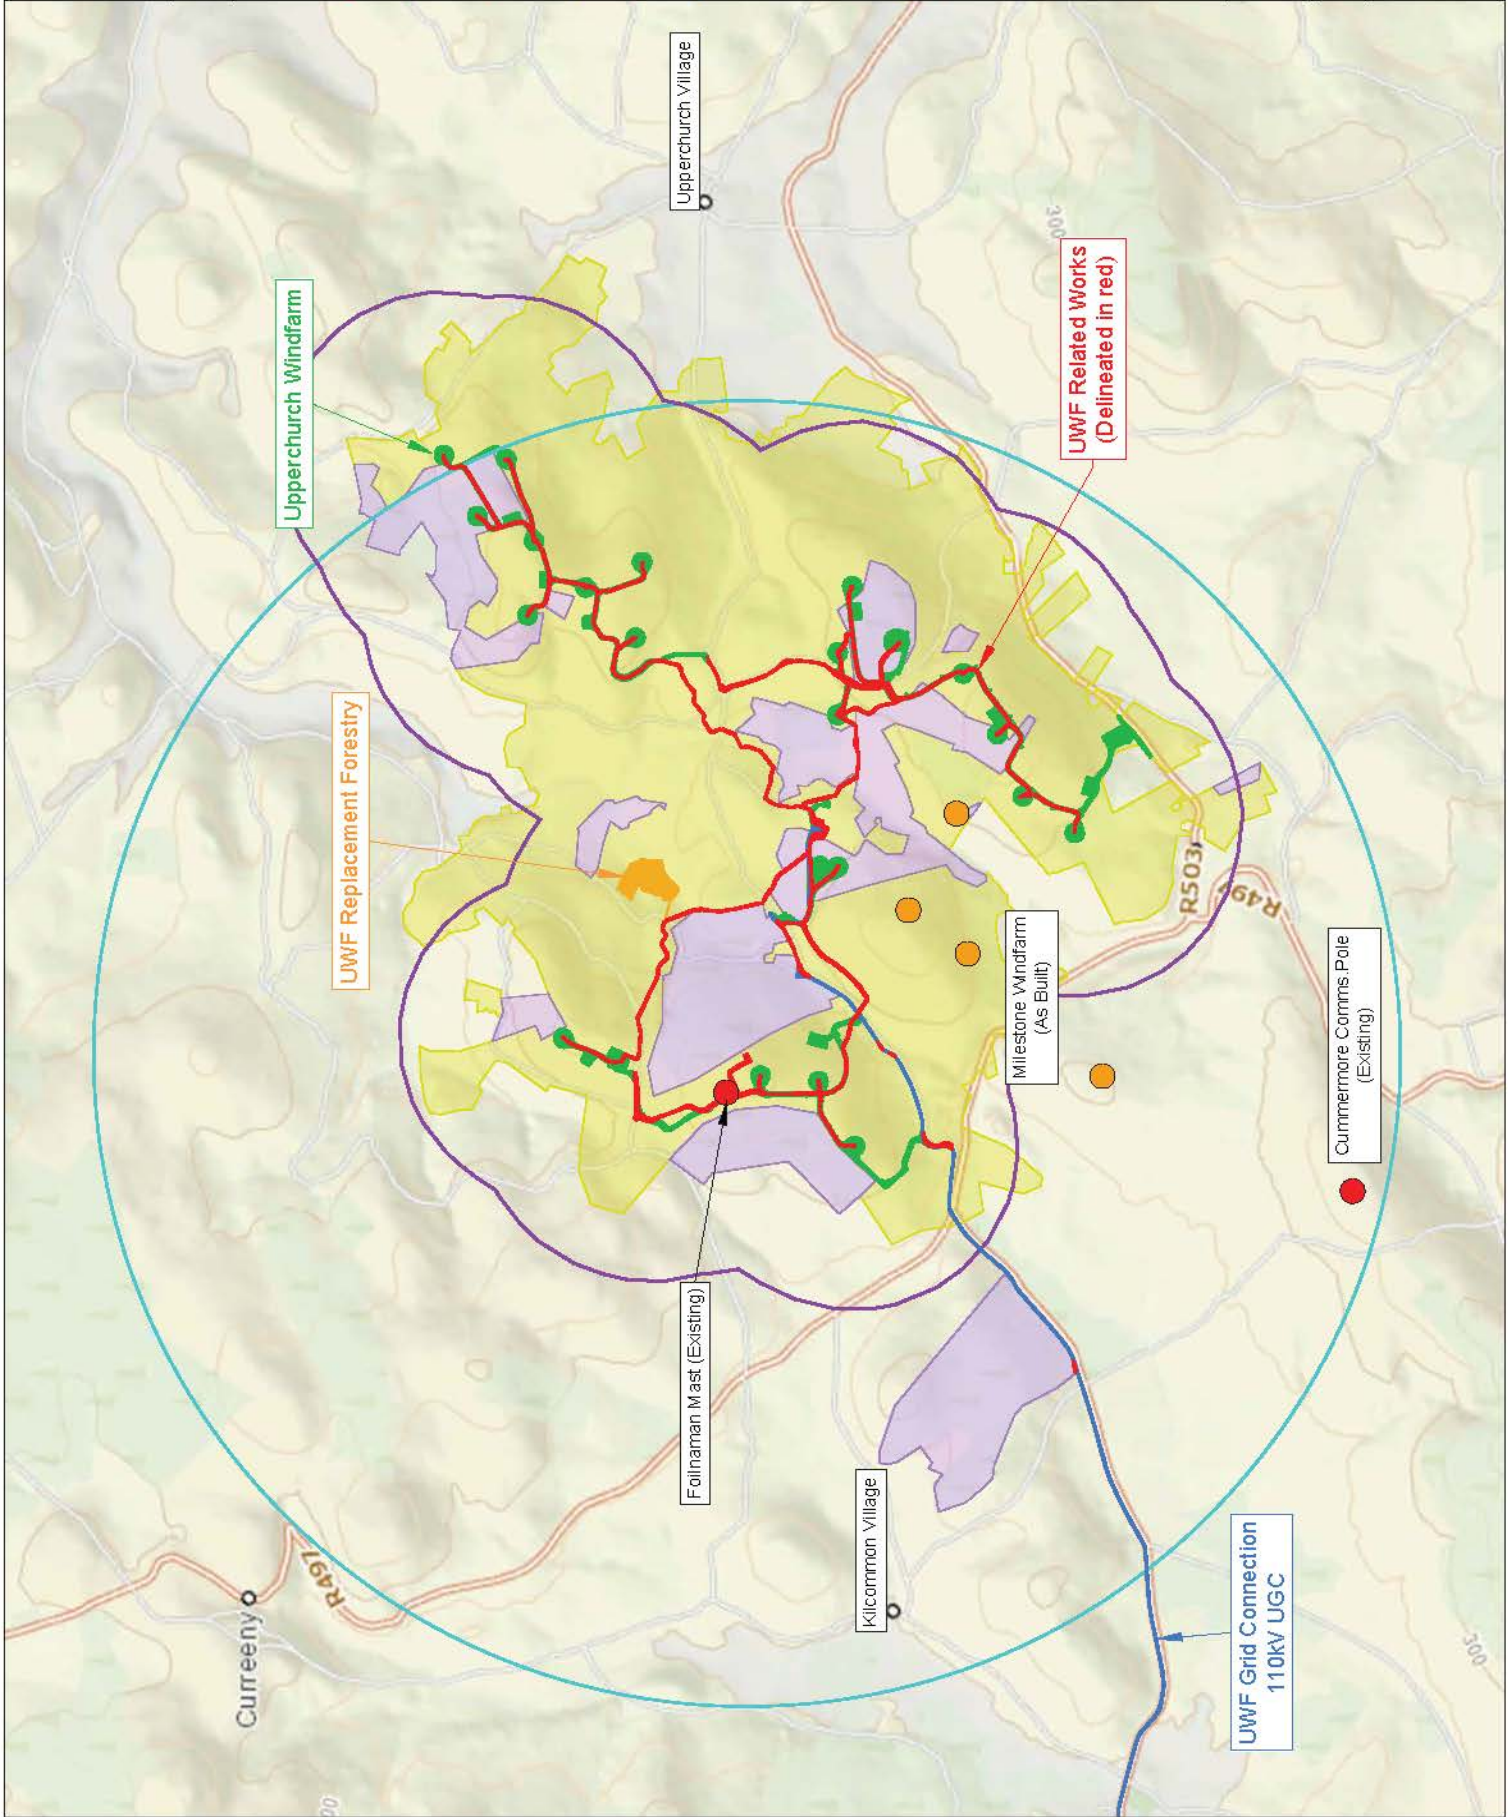 Curreeny
Upperchurch Windfarm
R497
00
UWF Replacement Forestry
Foilnaman Mast (Existing)
Upperchurch Village
Kilcommon Village
Milestone Windfarm
(As Built)
300
UWF Related Works
(Delineated in red)
R503
R497
UWF Grid Connection
110kV UGC
Cummermore Comms.Pole
(Existing)
300